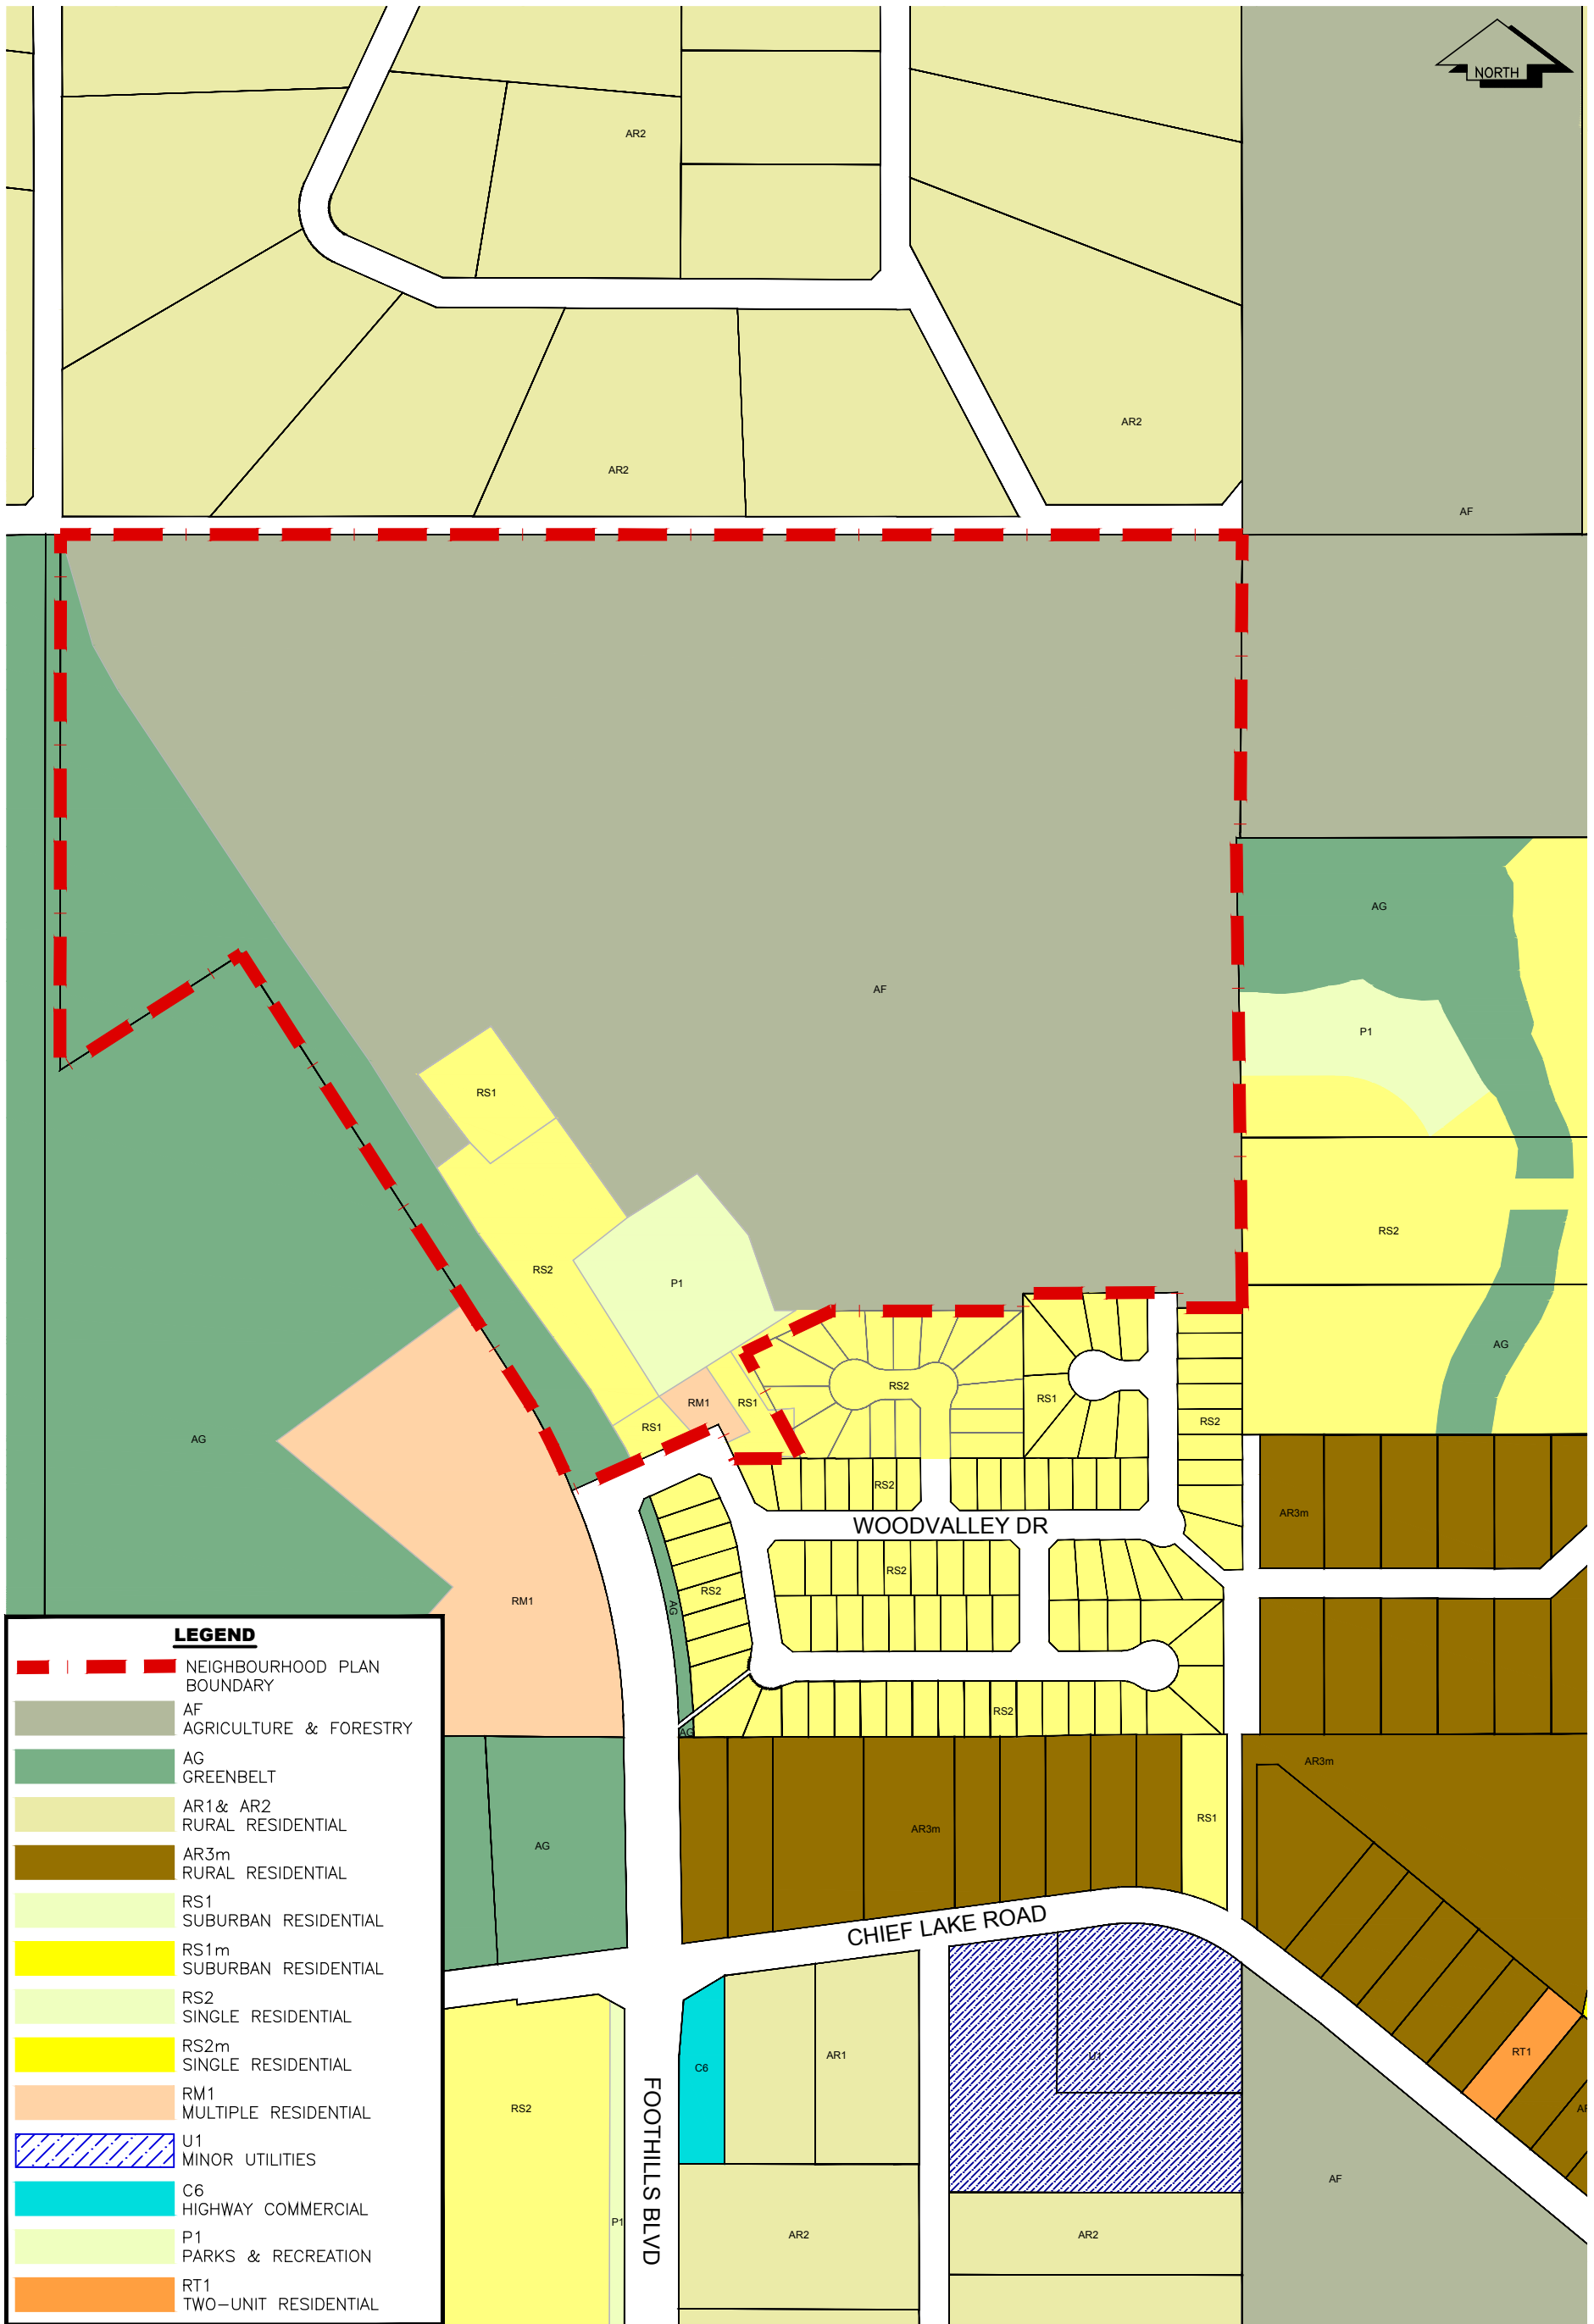 NORTH
AR2
AR2
AR2
AF
AG
AF
P1
RS1
RS2
RS2
P1
AG
RS2
RS1
RM1
RS1
RS2
RS1
AG
RS2
AR3m
WOODVALLEY DR
RS2
RS2
RM1
AG
RS2
AG
AR3m
RS1
AR3m
AG
CHIEF LAKE ROAD
C6
AR1
U1
RT1
AR
RS2
FOOTHILLS BLVD
P1
AR2
AR2
AF
LEGEND
NEIGHBOURHOOD PLAN
BOUNDARY
AF
AGRICULTURE & FORESTRY
AG
GREENBELT
AR1& AR2
RURAL RESIDENTIAL
AR3m
RURAL RESIDENTIAL
RS1
SUBURBAN RESIDENTIAL
RS1m
SUBURBAN RESIDENTIAL
RS2
SINGLE RESIDENTIAL
RS2m
SINGLE RESIDENTIAL
RM1
MULTIPLE RESIDENTIAL
U1
MINOR UTILITIES
C6
HIGHWAY COMMERCIAL
P1
PARKS & RECREATION
RT1
TWO-UNIT RESIDENTIAL